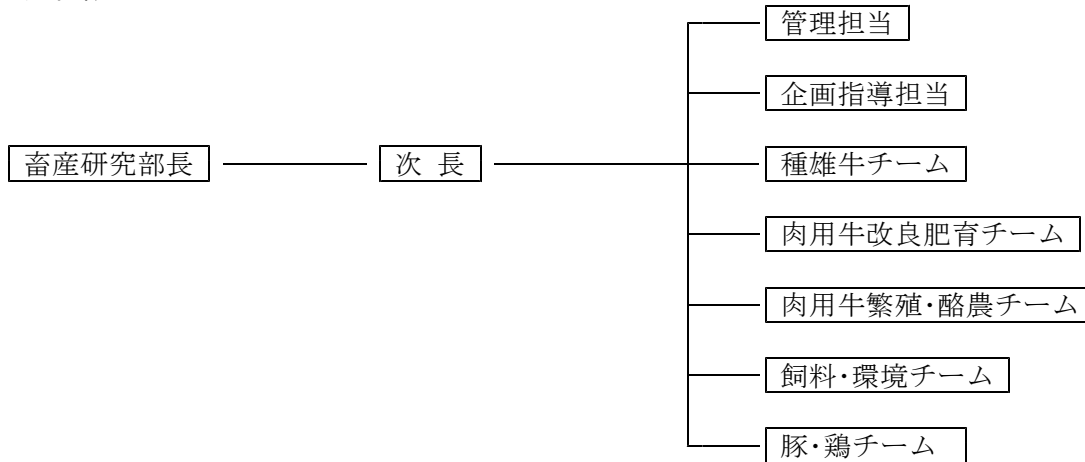 管理担当
企画指導担当
畜産研究部長
次 長
種雄牛チーム
肉用牛改良肥育チーム
肉用牛繁殖・酪農チーム
飼料・環境チーム
豚・鶏チーム